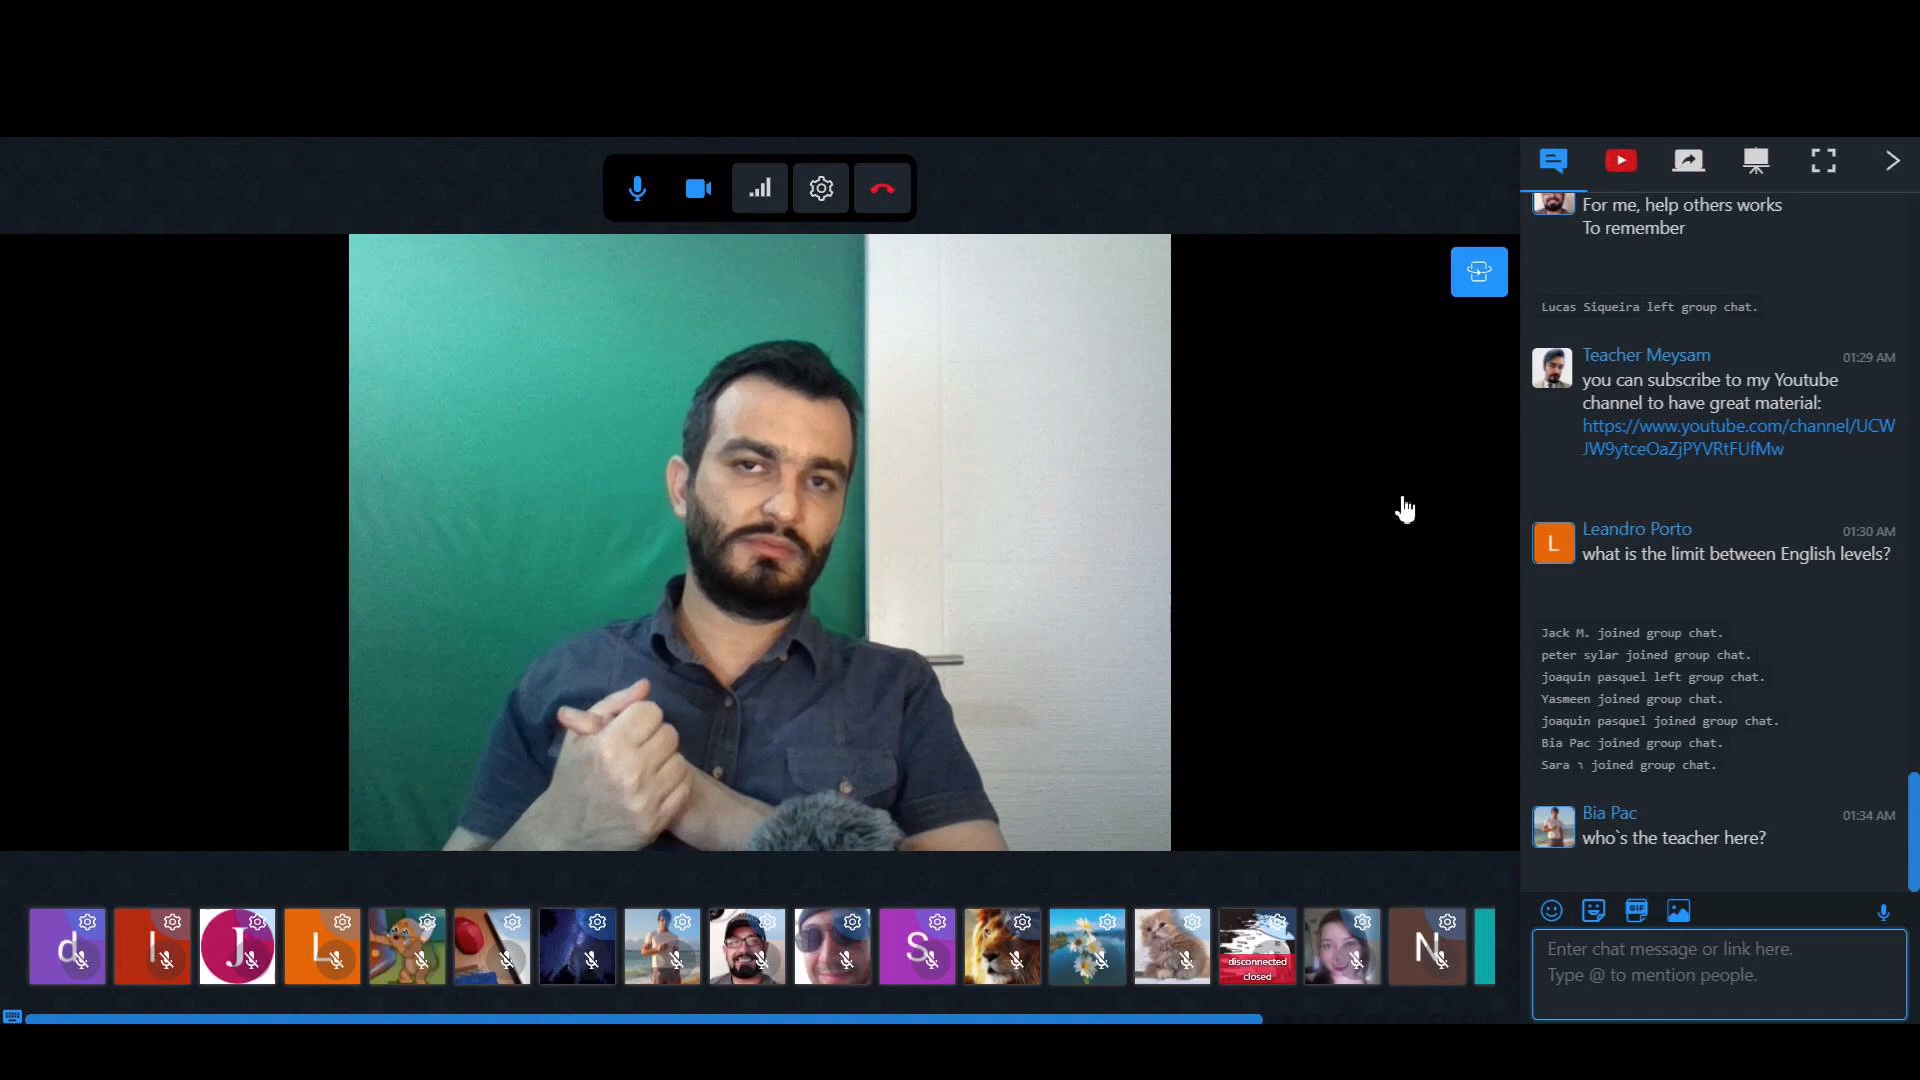 For me, help others works
To remember
Lucas Siqueira left group chat.
Teacher Meysam 01:29 AM
you can subscribe to my Youtube
channel to have great material:
https://www.youtube.com/channel/UCW
JW9ytceOaZjPYVRtFUfMw
L Leandro Porto 01:30 AM
what is the limit between English levels?
Jack M. joined group chat.
peter sylar joined group chat.
joaquin pasquel left group chat.
Yasmeen joined group chat.
joaquin pasquel joined group chat.
Bia Pac joined group chat.
Sara joined group chat.
Bia Pac 01:34 AM
who`s the teacher here?
GIF
Enter chat message or link here.
Type @ to mention people.
d I J L S disconnected N
closed